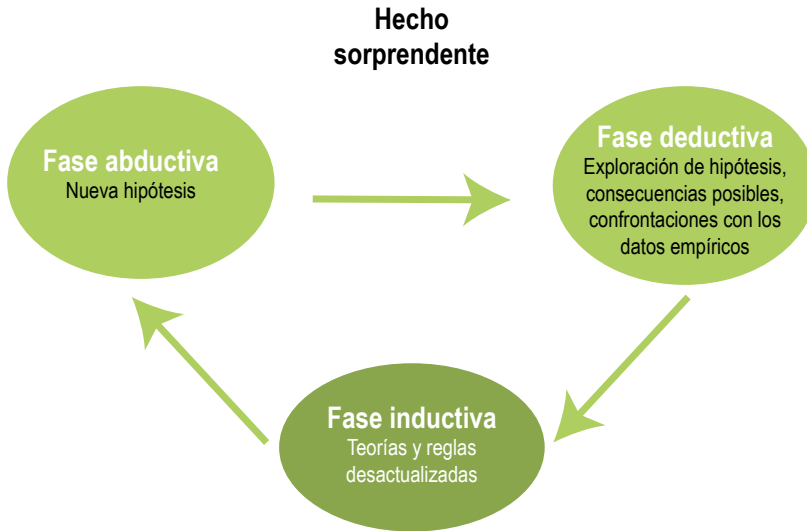 Hecho
sorprendente
Fase abductiva
Nueva hipótesis
Fase deductiva
Exploración de hipótesis,
consecuencias posibles,
confrontaciones con los
datos empíricos
Fase inductiva
Teorías y reglas
desactualizadas